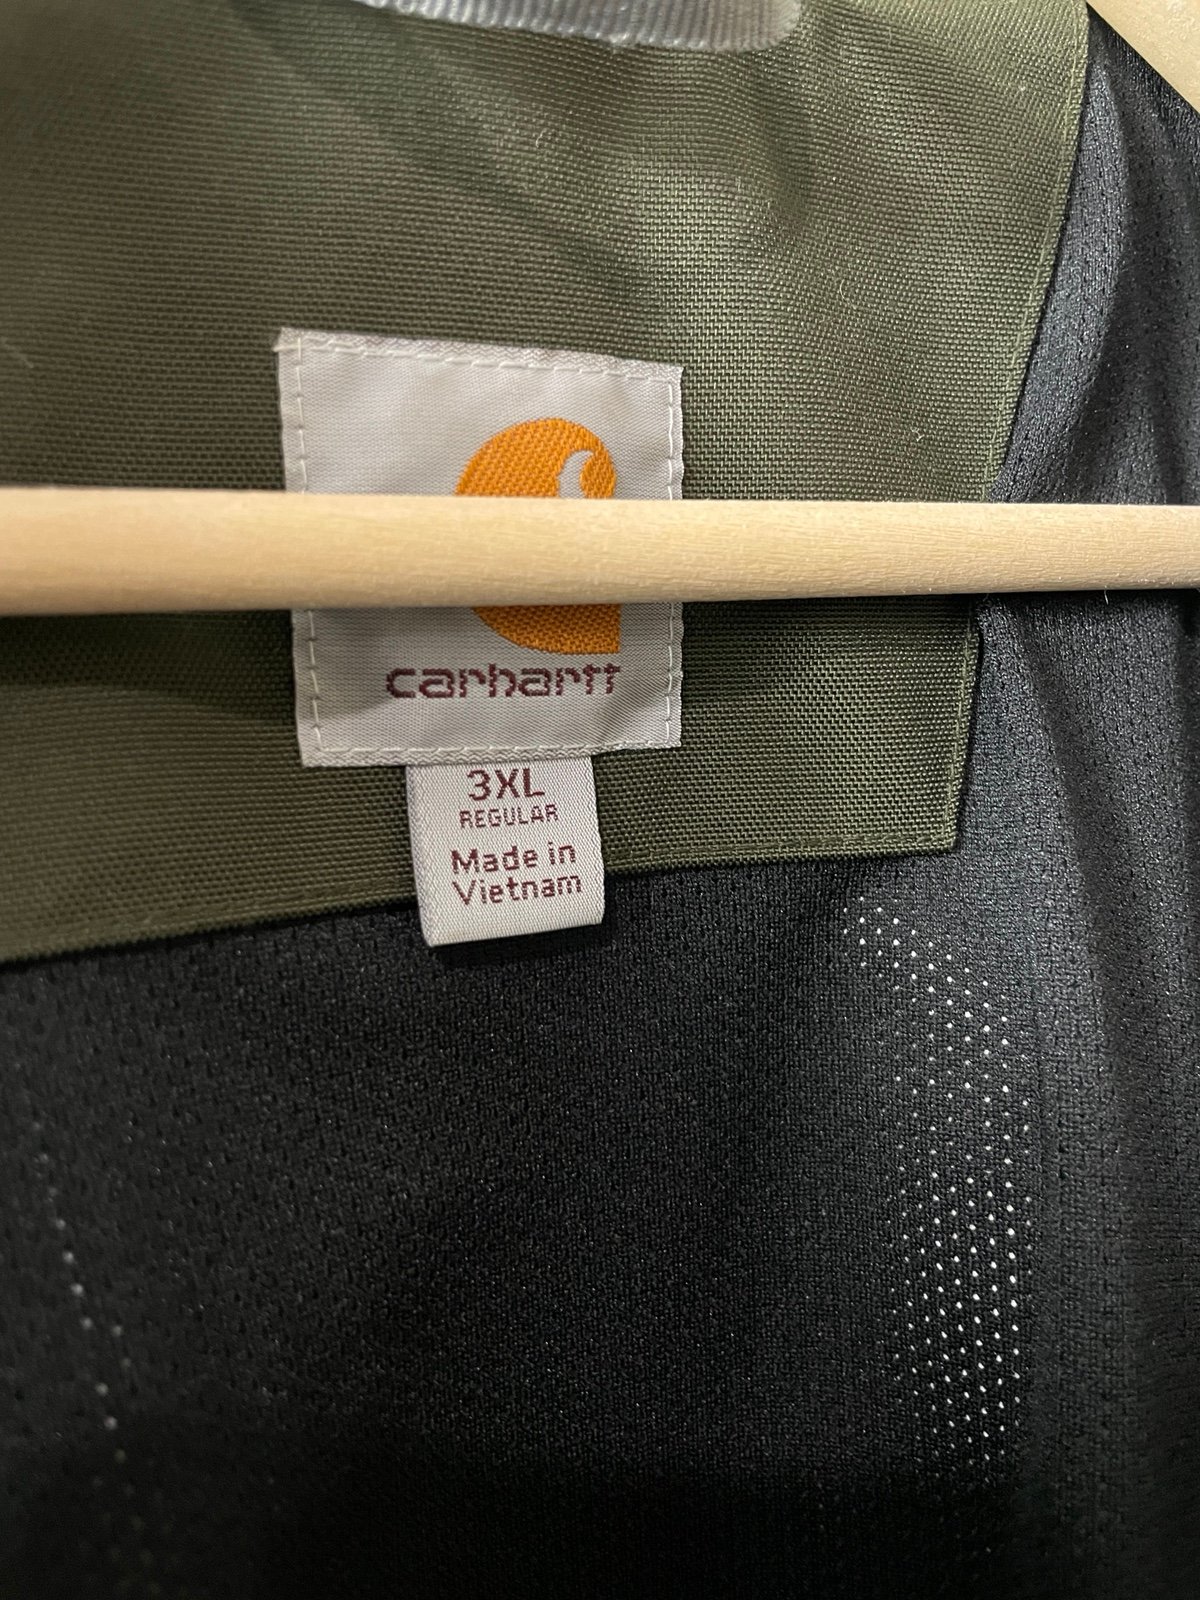 carhartt
3XL
REGULAR
Made in
Vietnam